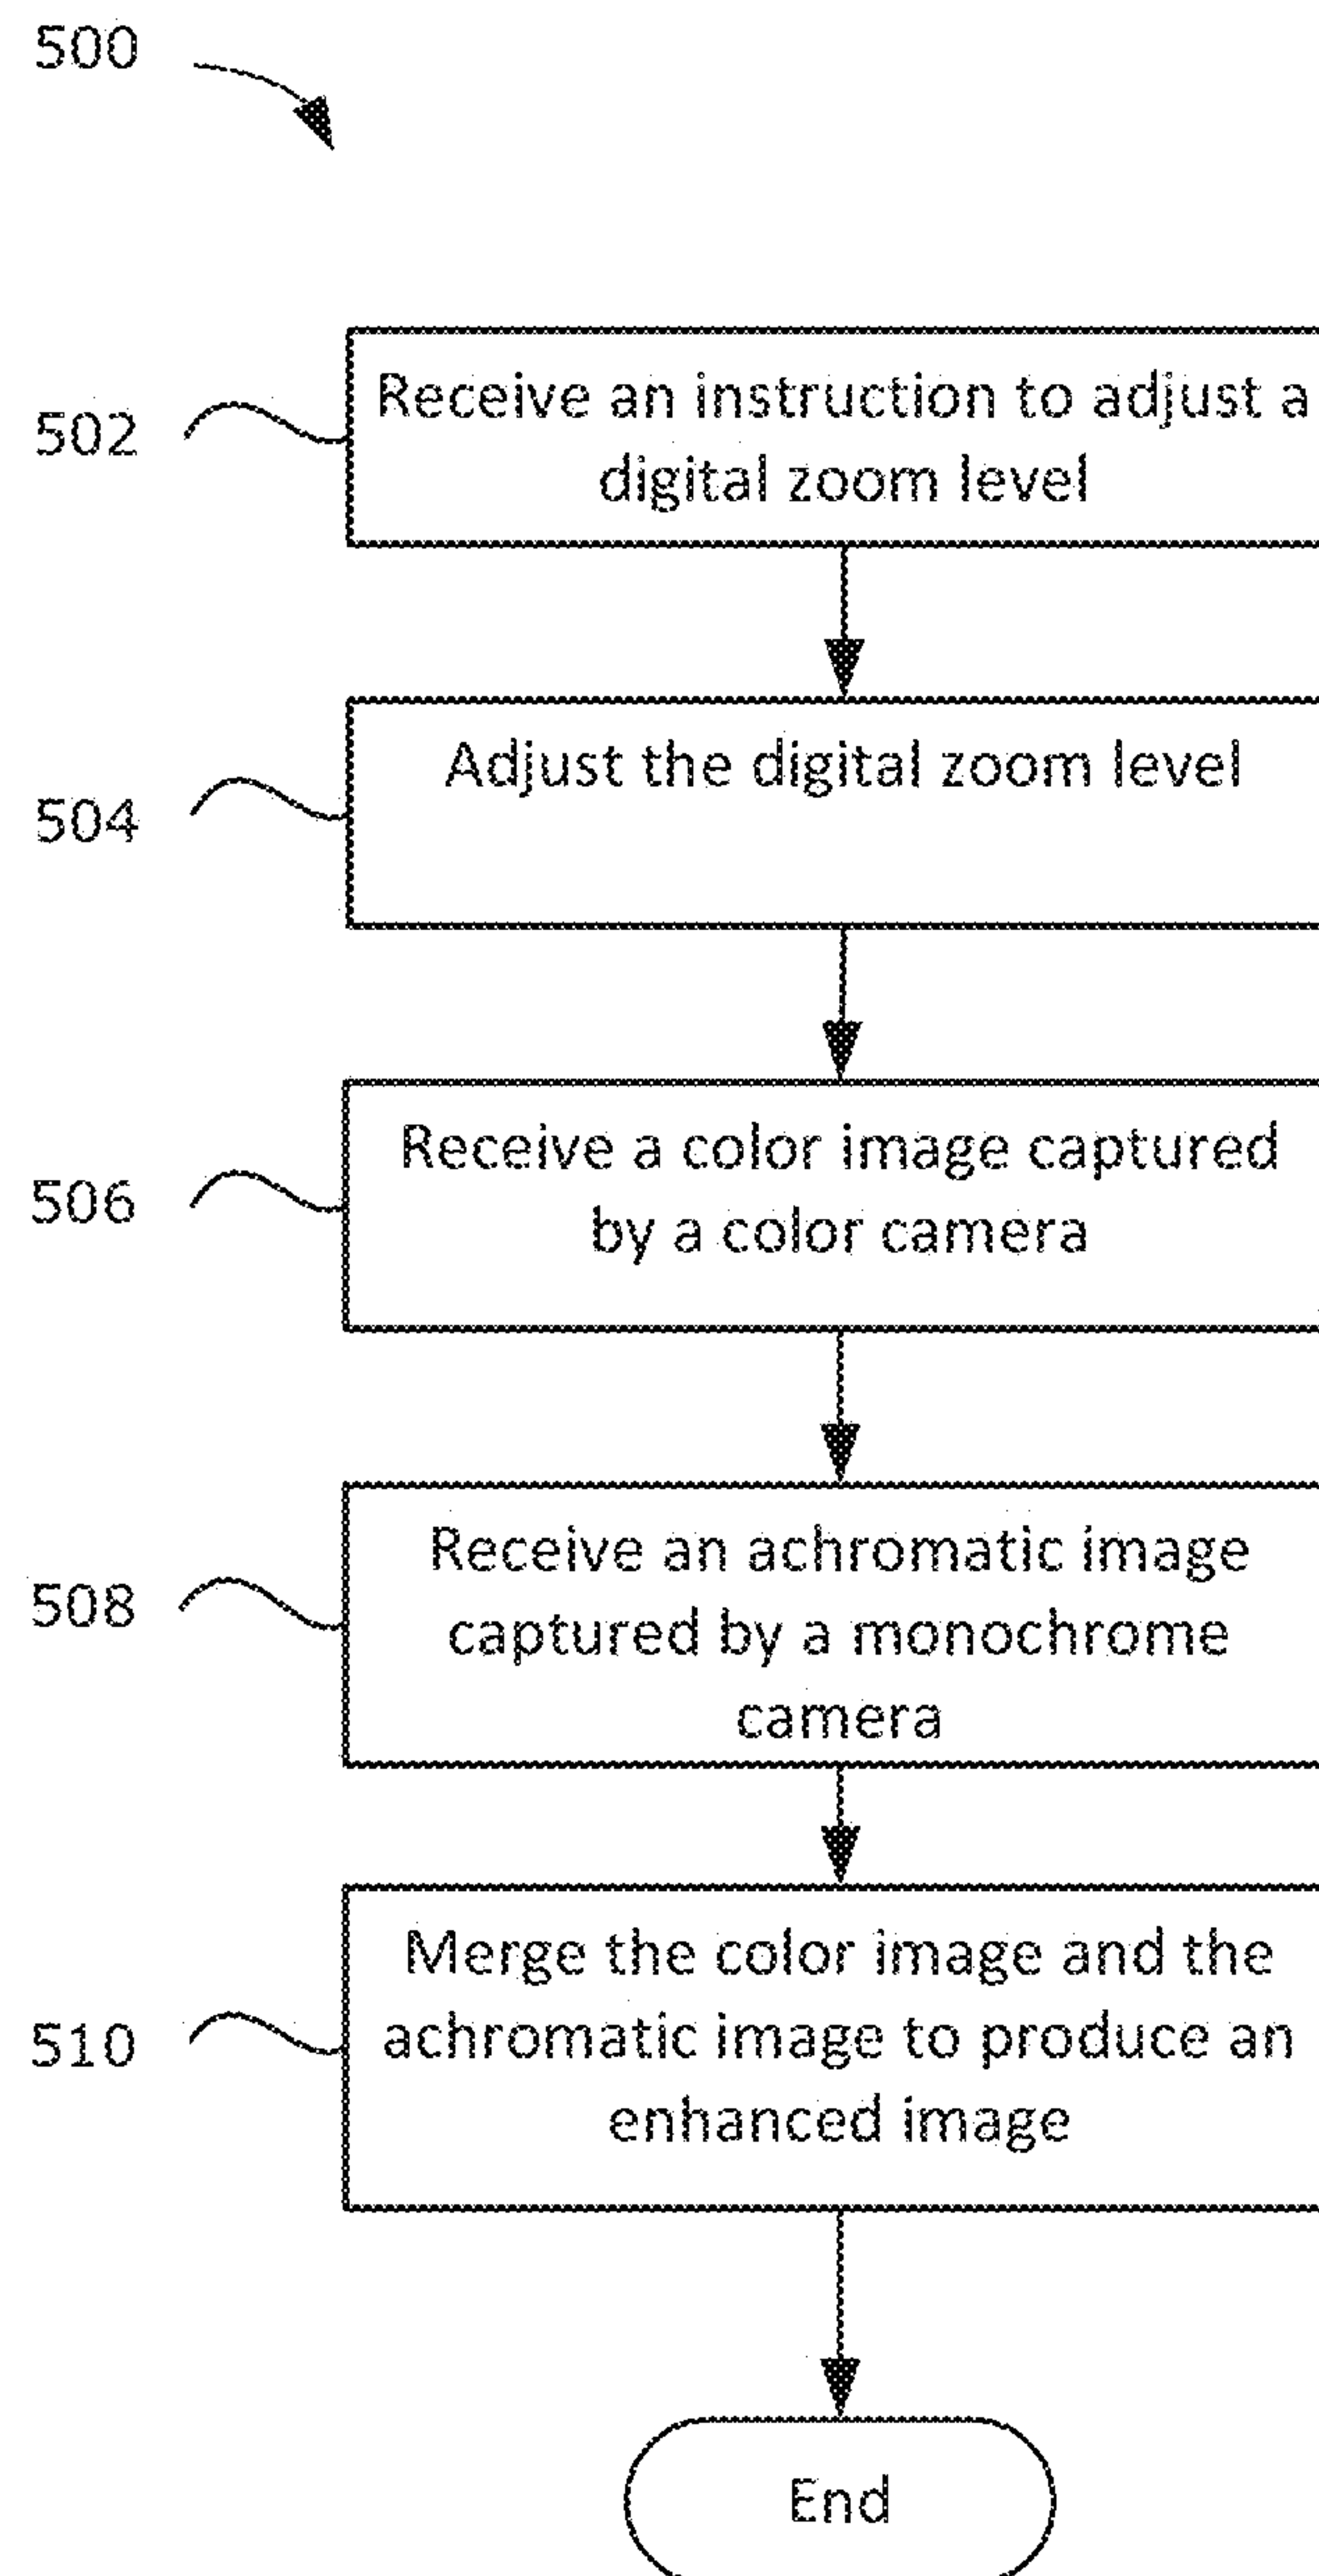 500
502
Receive an instruction to adjust a
digital zoom level
504
Adjust the digital zoom level
506
Receive a color image captured
by a color camera
508
Receive an achromatic image
captured by a monochrome
camera
510
Merge the color image and the
achromatic image to produce an
enhanced image
End